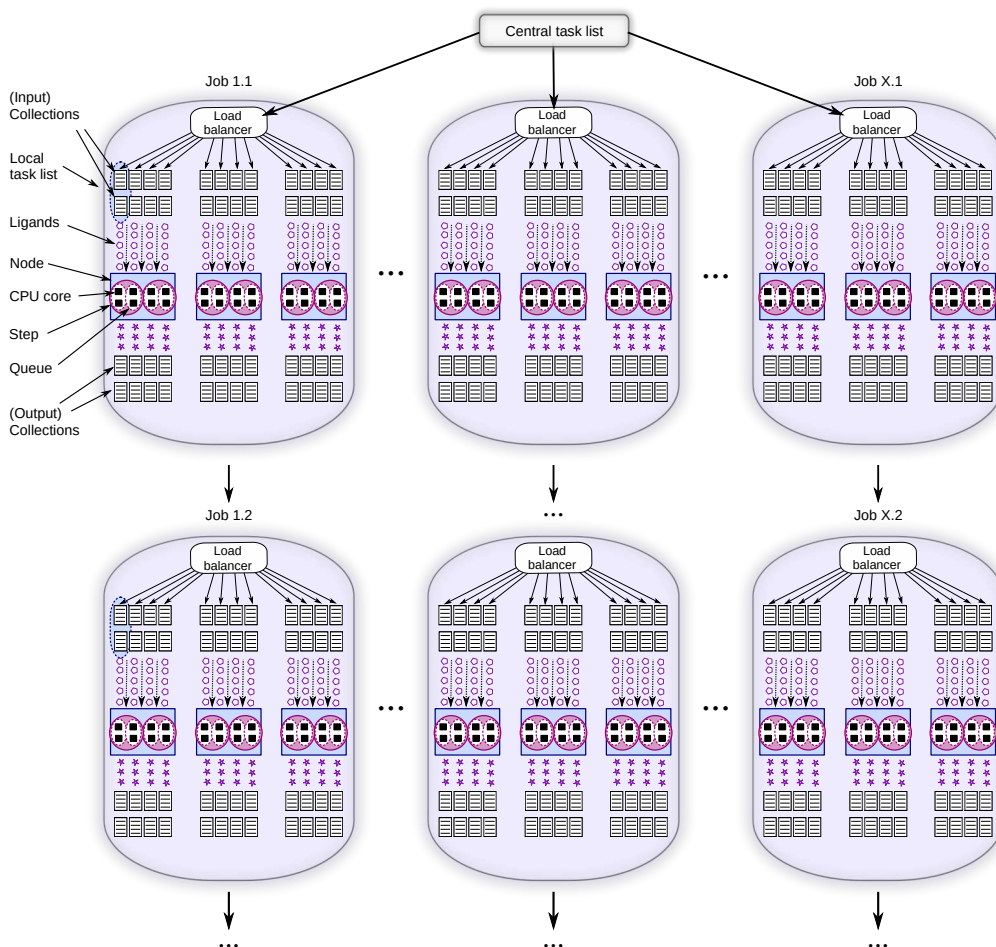 Central task list
Job 1.1
Job X.1
(Input)
Collections
Load
balancer
Load
balancer
Load
balancer
Local
task list
Ligands
Node
...
...
CPU core
Step
Queue
(Output)
Collections
...
Job 1.2
Job X.2
Load
balancer
Load
balancer
Load
balancer
...
...
...
...
...